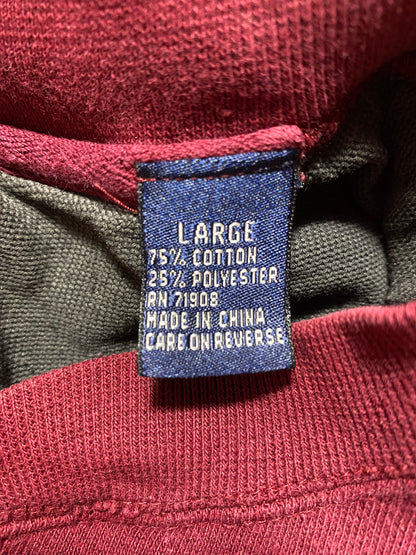 LARGE
75% COTTON
25% POLYESTER
RN 71908
MADE IN CHINA
CARE ON REVERSE